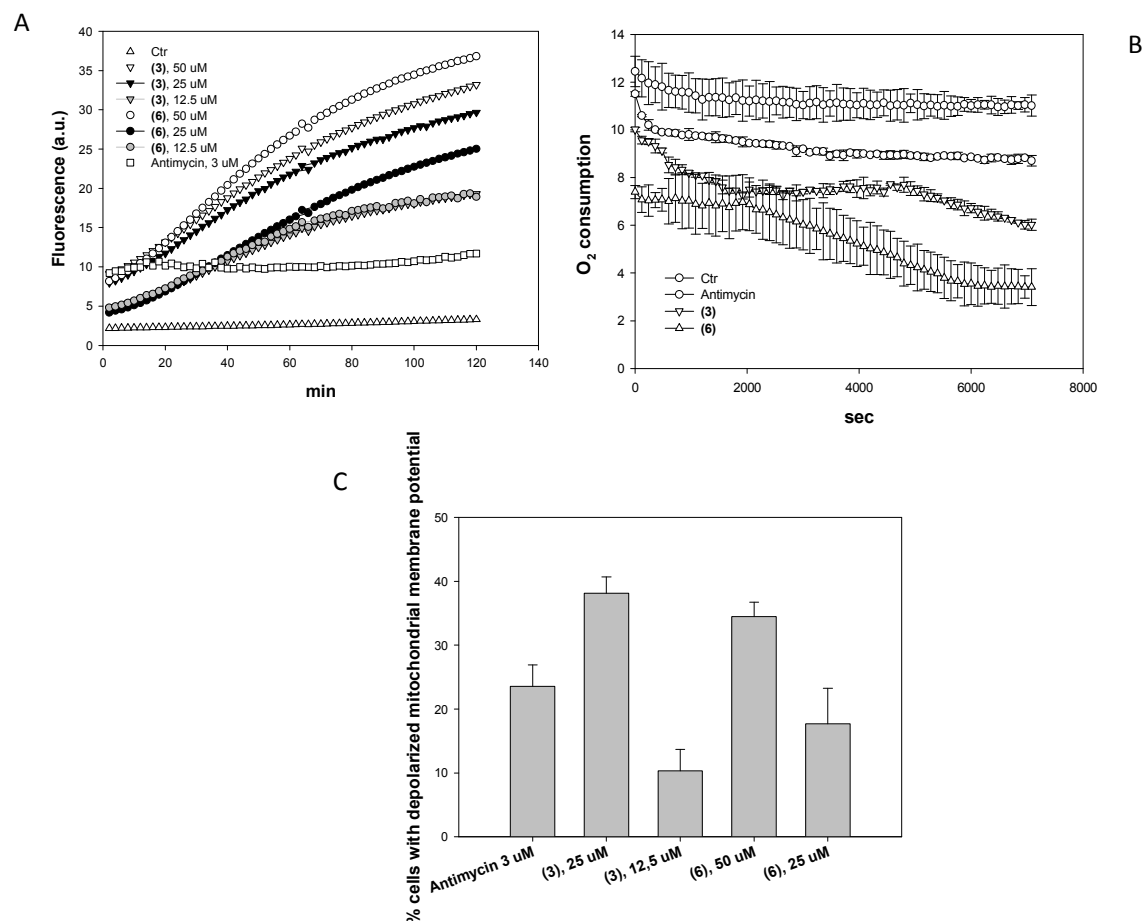 A
40
35
30
25
20
15
10
5
0
Fluorescence (a.u.)
Ctr
(3), 50 uM
(3), 25 uM
(3), 12.5 uM
(6), 50 uM
(6), 25 uM
(6), 12.5 uM
Antimycin, 3 uM
0 20 40 60 80 100 120 140
min
B
14
12
10
8
6
4
2
0
O2 consumption
Ctr
Antimycin
(3)
(6)
0 2000 4000 6000 8000
sec
C
% cells with depolarized mitochondrial membrane potential
50
40
30
20
10
0
Antimycin 3 uM
(3), 25 uM
(3), 12,5 uM
(6), 50 uM
(6), 25 uM